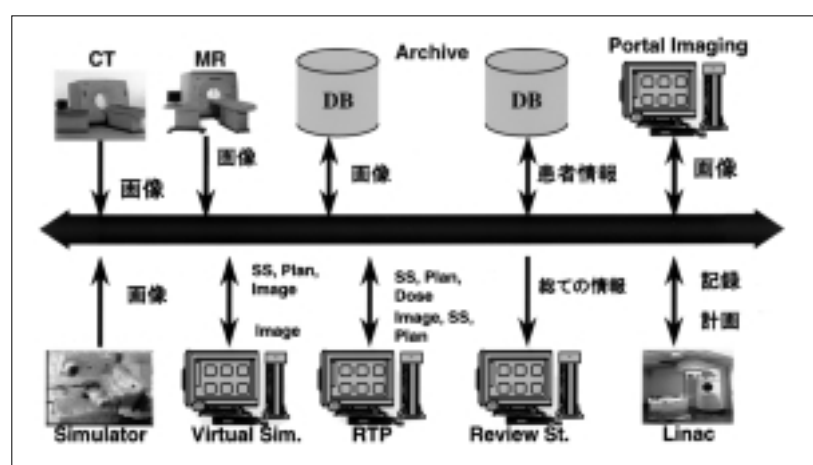 CT
MR
Archive
Portal Imaging
DB
DB
画像
画像
画像
患者情報
画像
画像
SS, Plan,
Image
Image
SS, Plan,
Dose
Image, SS,
Plan
総ての情報
記録
計画
Simulator
Virtual Sim.
RTP
Review St.
Linac